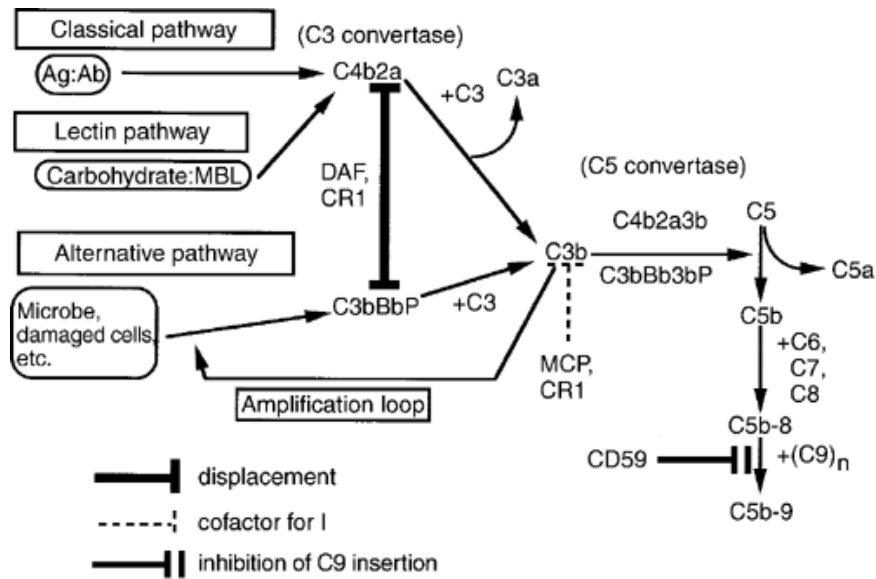 Classical pathway
(C3 convertase)
Ag:Ab
C4b2a
+C3
C3a
Lectin pathway
Carbohydrate:MBL
DAF,
CR1
(C5 convertase)
Alternative pathway
C3b
C4b2a3b
C3bBb3bP
C5
C5a
Microbe,
damaged cells,
etc.
C3bBbP
+C3
C5b
MCP,
CR1
+C6,
C7,
C8
Amplification loop
C5b-8
CD59
+(C9)n
C5b-9
displacement
cofactor for I
inhibition of C9 insertion